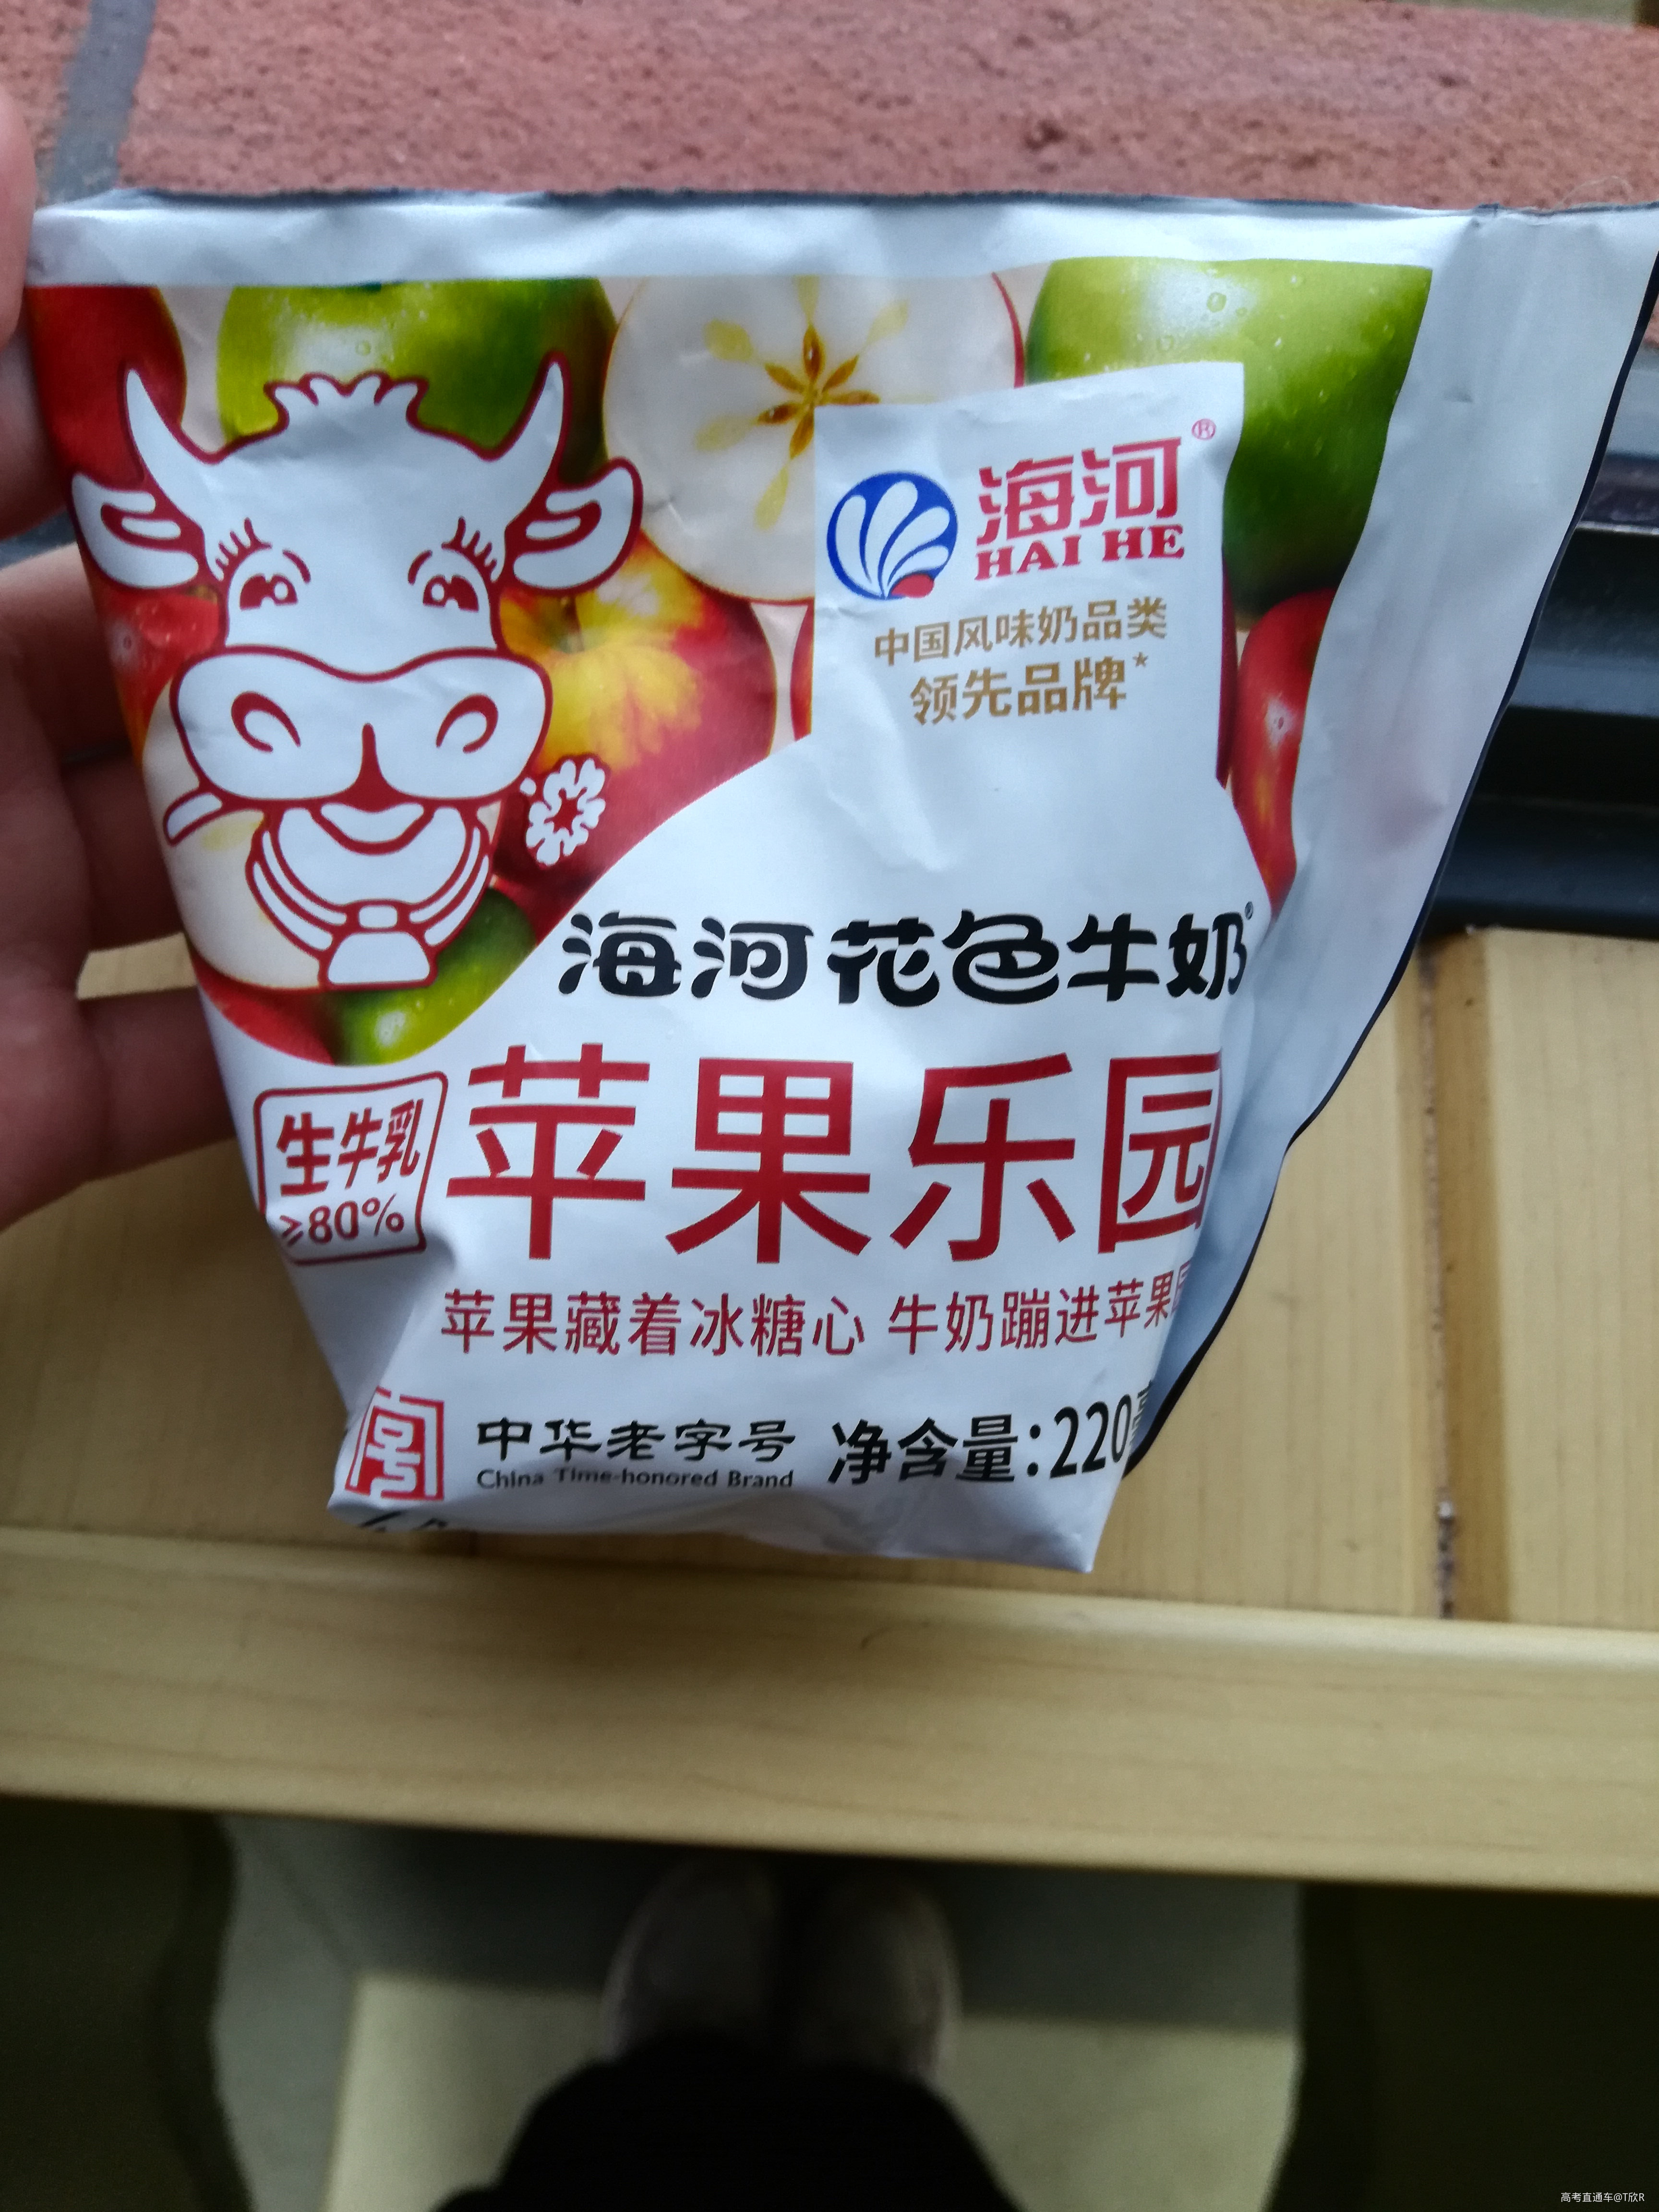 海河®
HAI HE
中国风味奶品类
领先品牌*
海河花色牛奶®
苹果乐园
生牛乳
≥80%
苹果藏着冰糖心 牛奶蹦进苹果园
号
中华老字号
China Time-honored Brand
净含量:220
高考直通车@T欣R